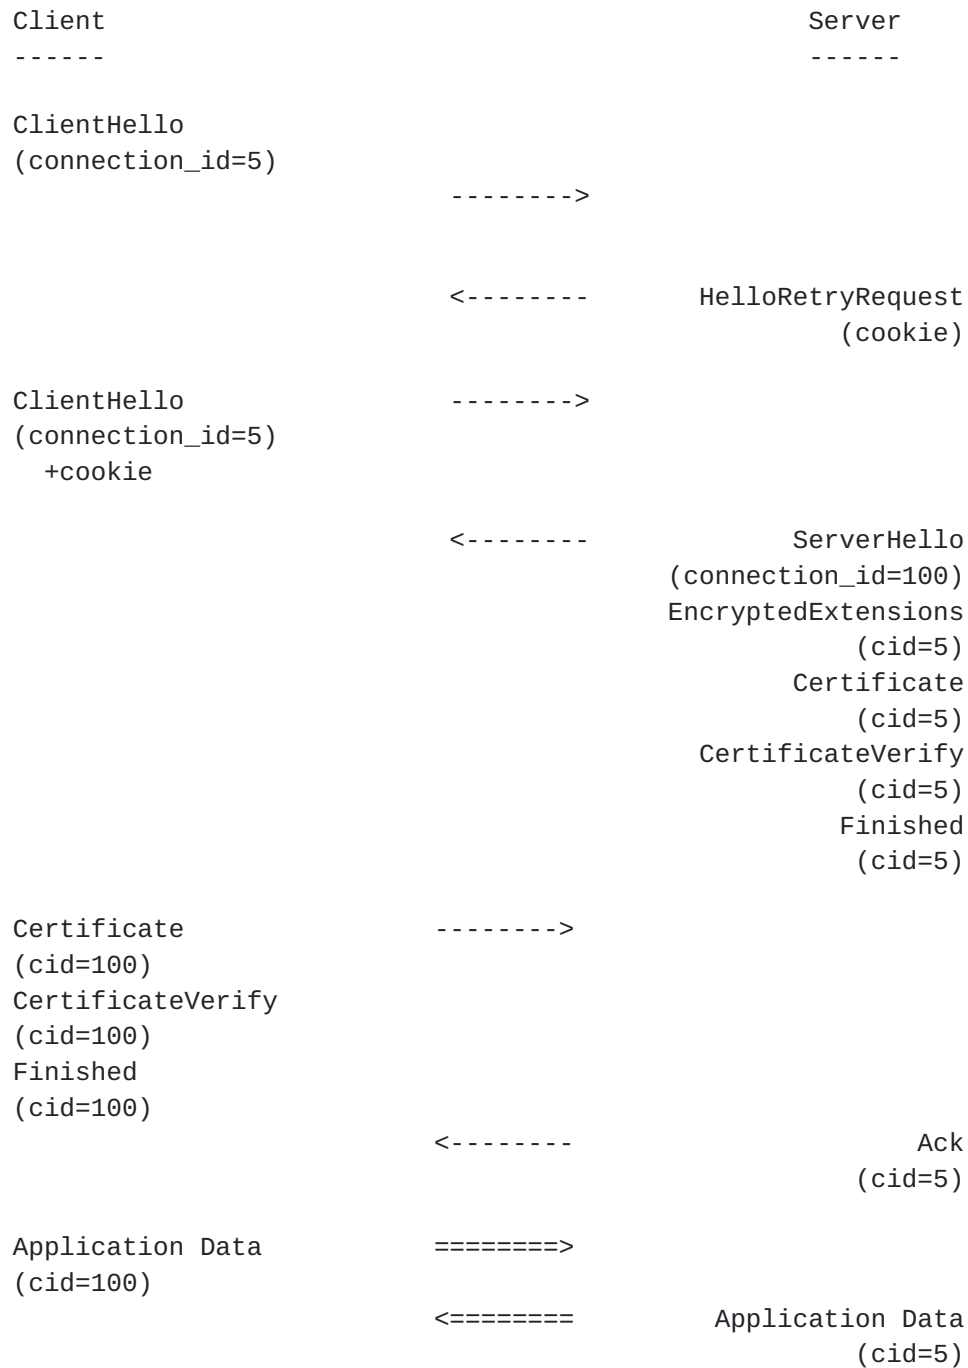 Client                                             Server
------                                             ------

ClientHello
(connection_id=5)
                            -------->


                            <--------       HelloRetryRequest
                                                     (cookie)

ClientHello                 -------->
(connection_id=5)
  +cookie

                            <--------             ServerHello
                                          (connection_id=100)
                                          EncryptedExtensions
                                                      (cid=5)
                                                  Certificate
                                                      (cid=5)
                                            CertificateVerify
                                                      (cid=5)
                                                     Finished
                                                      (cid=5)

Certificate                -------->
(cid=100)
CertificateVerify
(cid=100)
Finished
(cid=100)
                           <--------                      Ack
                                                      (cid=5)

Application Data           ========>
(cid=100)
                           <========         Application Data
                                                      (cid=5)